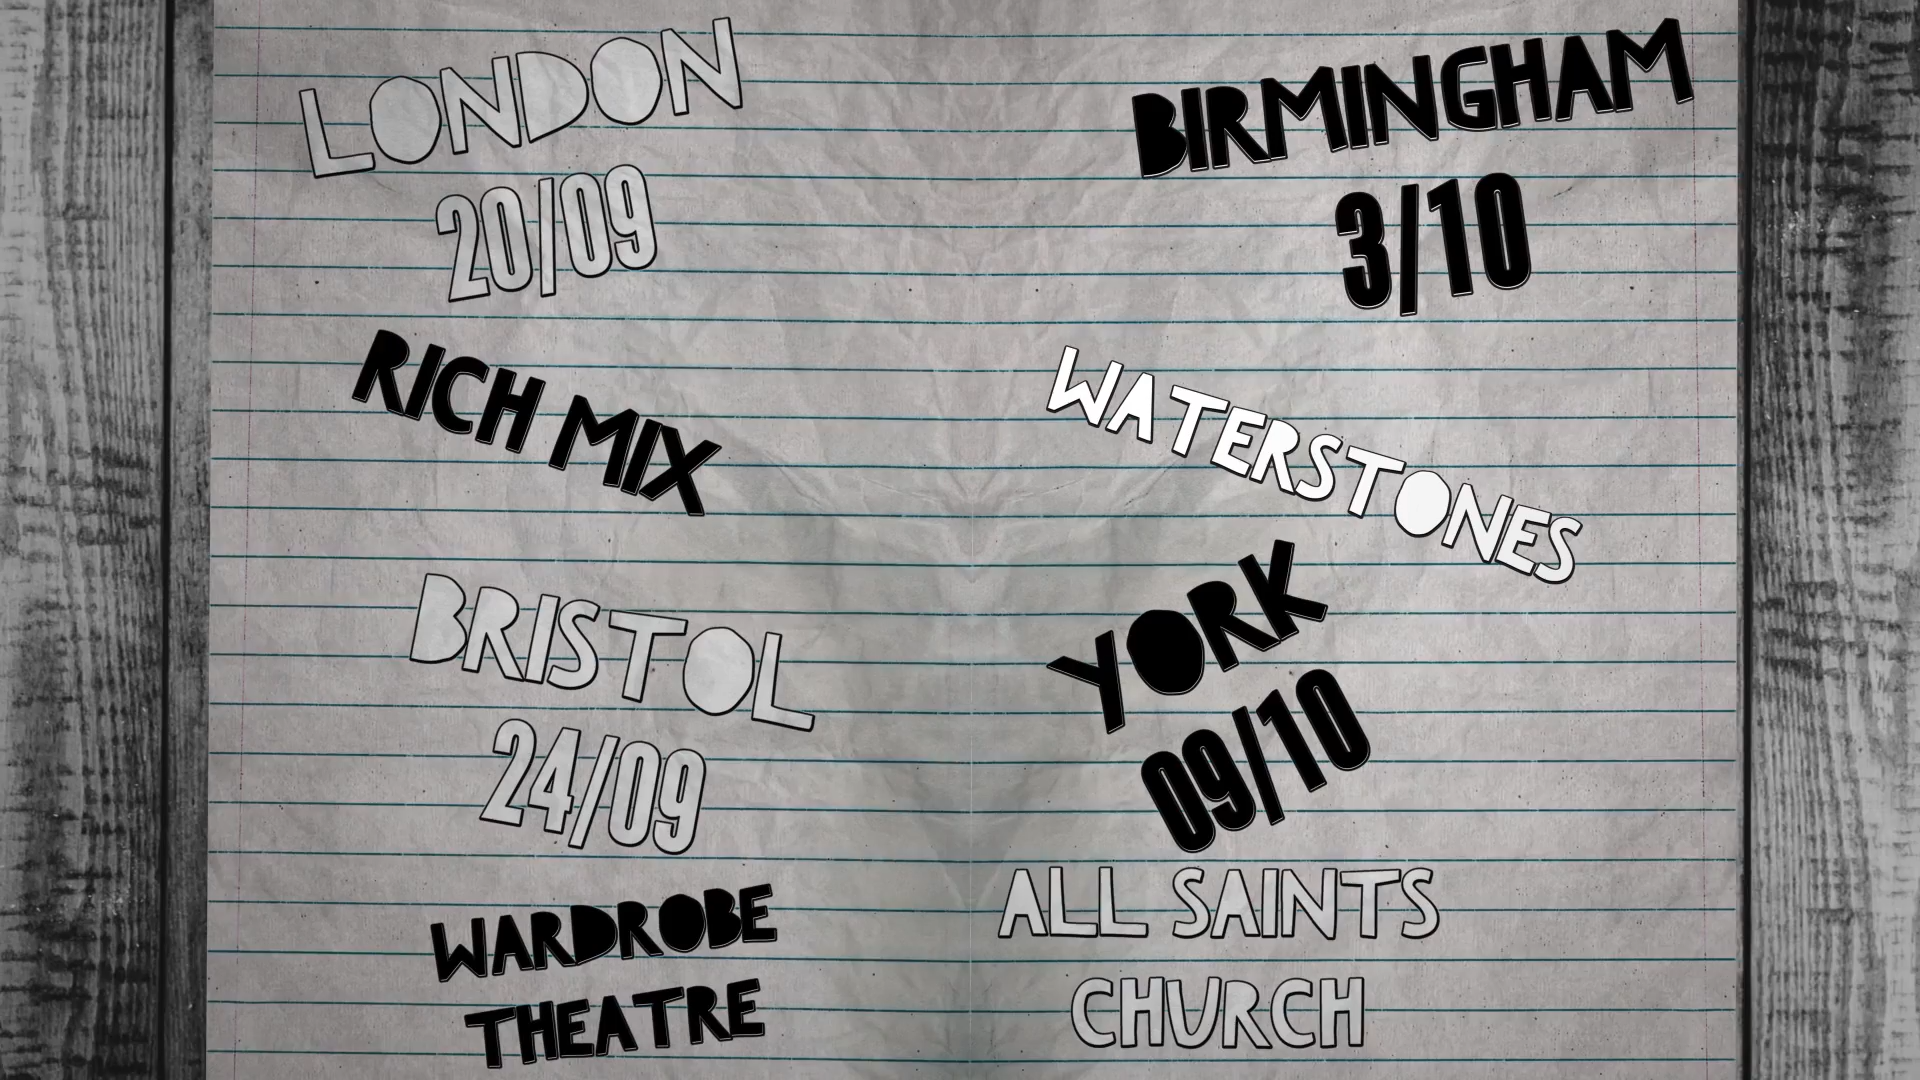 LONDON
20/09
RICH MIX
BRISTOL
24/09
WARDROBE
THEATRE
BIRMINGHAM
3/10
WATERSTONES
YORK
09/10
ALL SAINTS
CHURCH